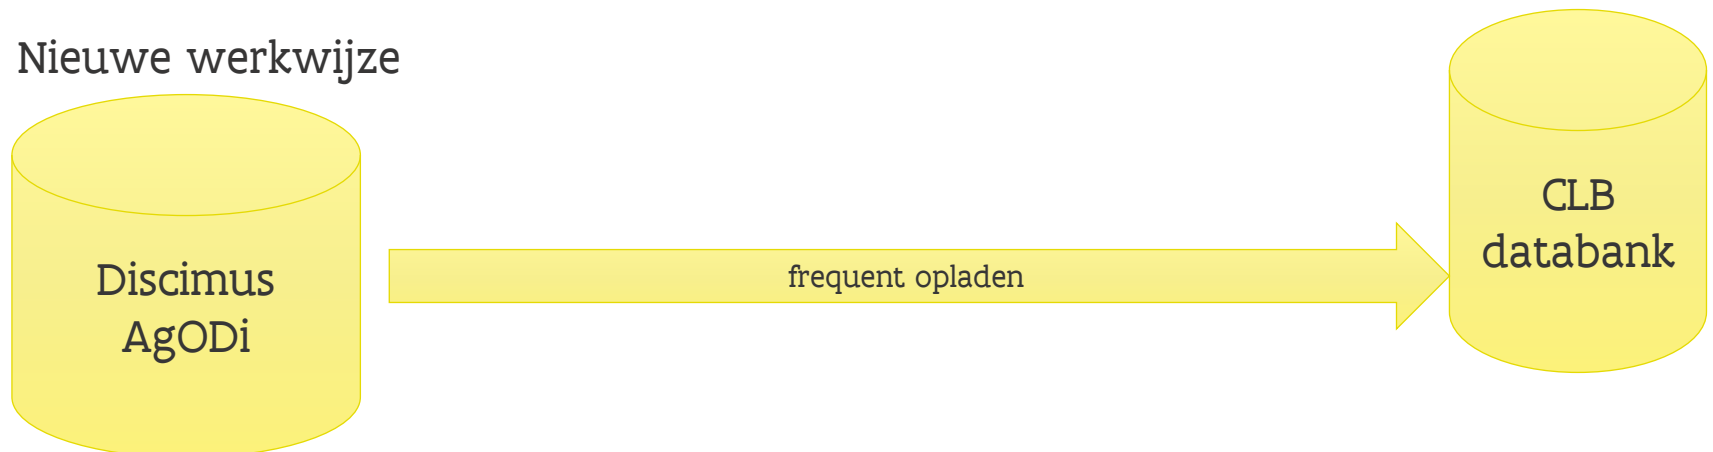 Nieuwe werkwijze
Discimus
AgODi
frequent opladen
CLB
databank